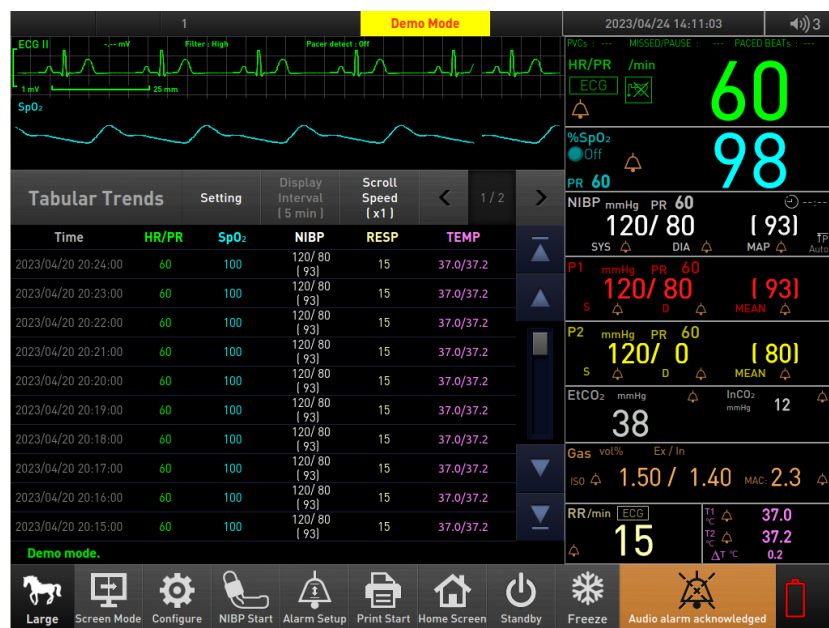 1 Demo Mode 2023/04/24 14:11:03 3
ECG II -.-- mV Filter : High Pacer detect : Off
1 mV 25 mm
SpO₂
PVCs : --- MISSED/PAUSE : --- PACED BEATs : ---
HR/PR /min
ECG
60
%SpO₂
Off
98
PR 60
Tabular Trends Setting Display Interval ( 5 min ) Scroll Speed ( x1 ) < 1 / 2 >
Time HR/PR SpO₂ NIBP RESP TEMP
2023/04/20 20:24:00 60 100 120/ 80 ( 93) 15 37.0/37.2
2023/04/20 20:23:00 60 100 120/ 80 ( 93) 15 37.0/37.2
2023/04/20 20:22:00 60 100 120/ 80 ( 93) 15 37.0/37.2
2023/04/20 20:21:00 60 100 120/ 80 ( 93) 15 37.0/37.2
2023/04/20 20:20:00 60 100 120/ 80 ( 93) 15 37.0/37.2
2023/04/20 20:19:00 60 100 120/ 80 ( 93) 15 37.0/37.2
2023/04/20 20:18:00 60 100 120/ 80 ( 93) 15 37.0/37.2
2023/04/20 20:17:00 60 100 120/ 80 ( 93) 15 37.0/37.2
2023/04/20 20:16:00 60 100 120/ 80 ( 93) 15 37.0/37.2
2023/04/20 20:15:00 60 100 120/ 80 ( 93) 15 37.0/37.2
Demo mode.
NIBP mmHg PR 60 --:--
120/ 80 ( 93)
SYS DIA MAP TP Auto
P1 mmHg PR 60
120/ 80 ( 93)
S D MEAN
P2 mmHg PR 60
120/ 0 ( 80)
S D MEAN
EtCO₂ mmHg InCO₂ mmHg 12
38
Gas vol% Ex / In
ISO 1.50 / 1.40 MAC: 2.3
RR/min ECG
15
T1 °C 37.0
T2 °C 37.2
ΔT °C 0.2
Large Screen Mode Configure NIBP Start Alarm Setup Print Start Home Screen Standby Freeze Audio alarm acknowledged